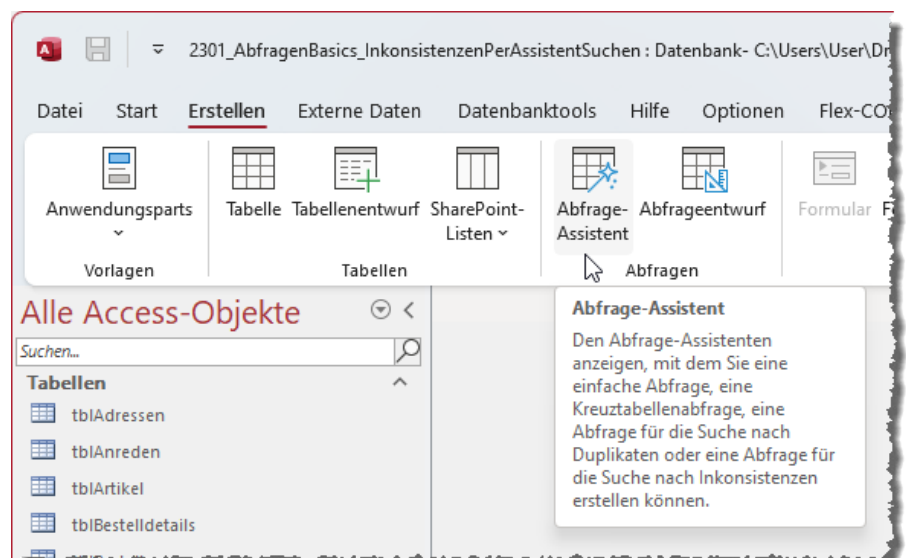 2301_AbfragenBasics_InkonsistenzenPerAssistentSuchen : Datenbank- C:\Users\User\Dr
Datei Start Erstellen Externe Daten Datenbanktools Hilfe Optionen Flex-CO
Anwendungsparts Tabelle Tabellenentwurf SharePoint- Abfrage- Abfrageentwurf Formular F
Listen Assistent
Vorlagen Tabellen Abfragen
Alle Access-Objekte
Suchen...
Tabellen
tblAdressen
tblAnreden
tblArtikel
tblBestelldetails
Abfrage-Assistent
Den Abfrage-Assistenten
anzeigen, mit dem Sie eine
einfache Abfrage, eine
Kreuztabellenabfrage, eine
Abfrage für die Suche nach
Duplikaten oder eine Abfrage für
die Suche nach Inkonsistenzen
erstellen können.